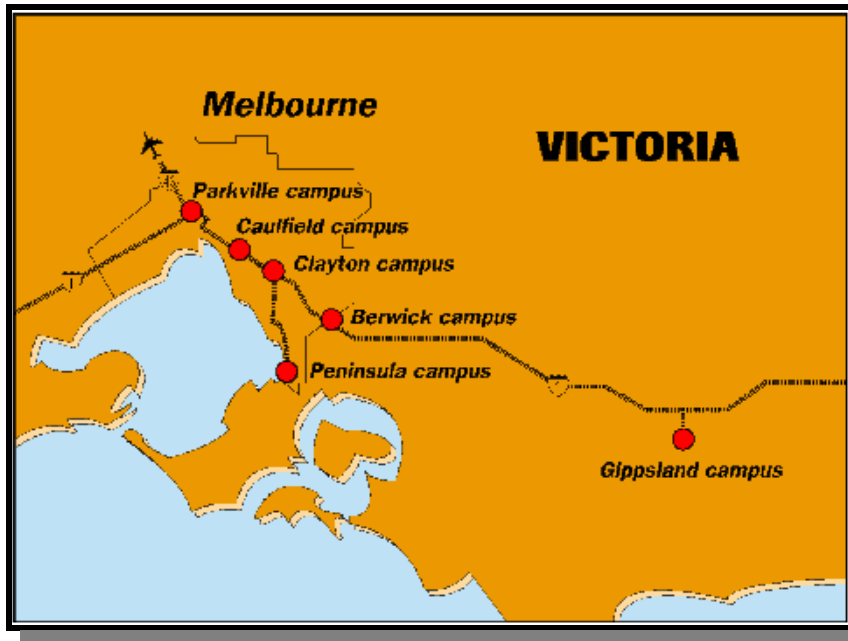 Melbourne
VICTORIA
Parkville campus
Caulfield campus
Clayton campus
Berwick campus
Peninsula campus
Gippsland campus